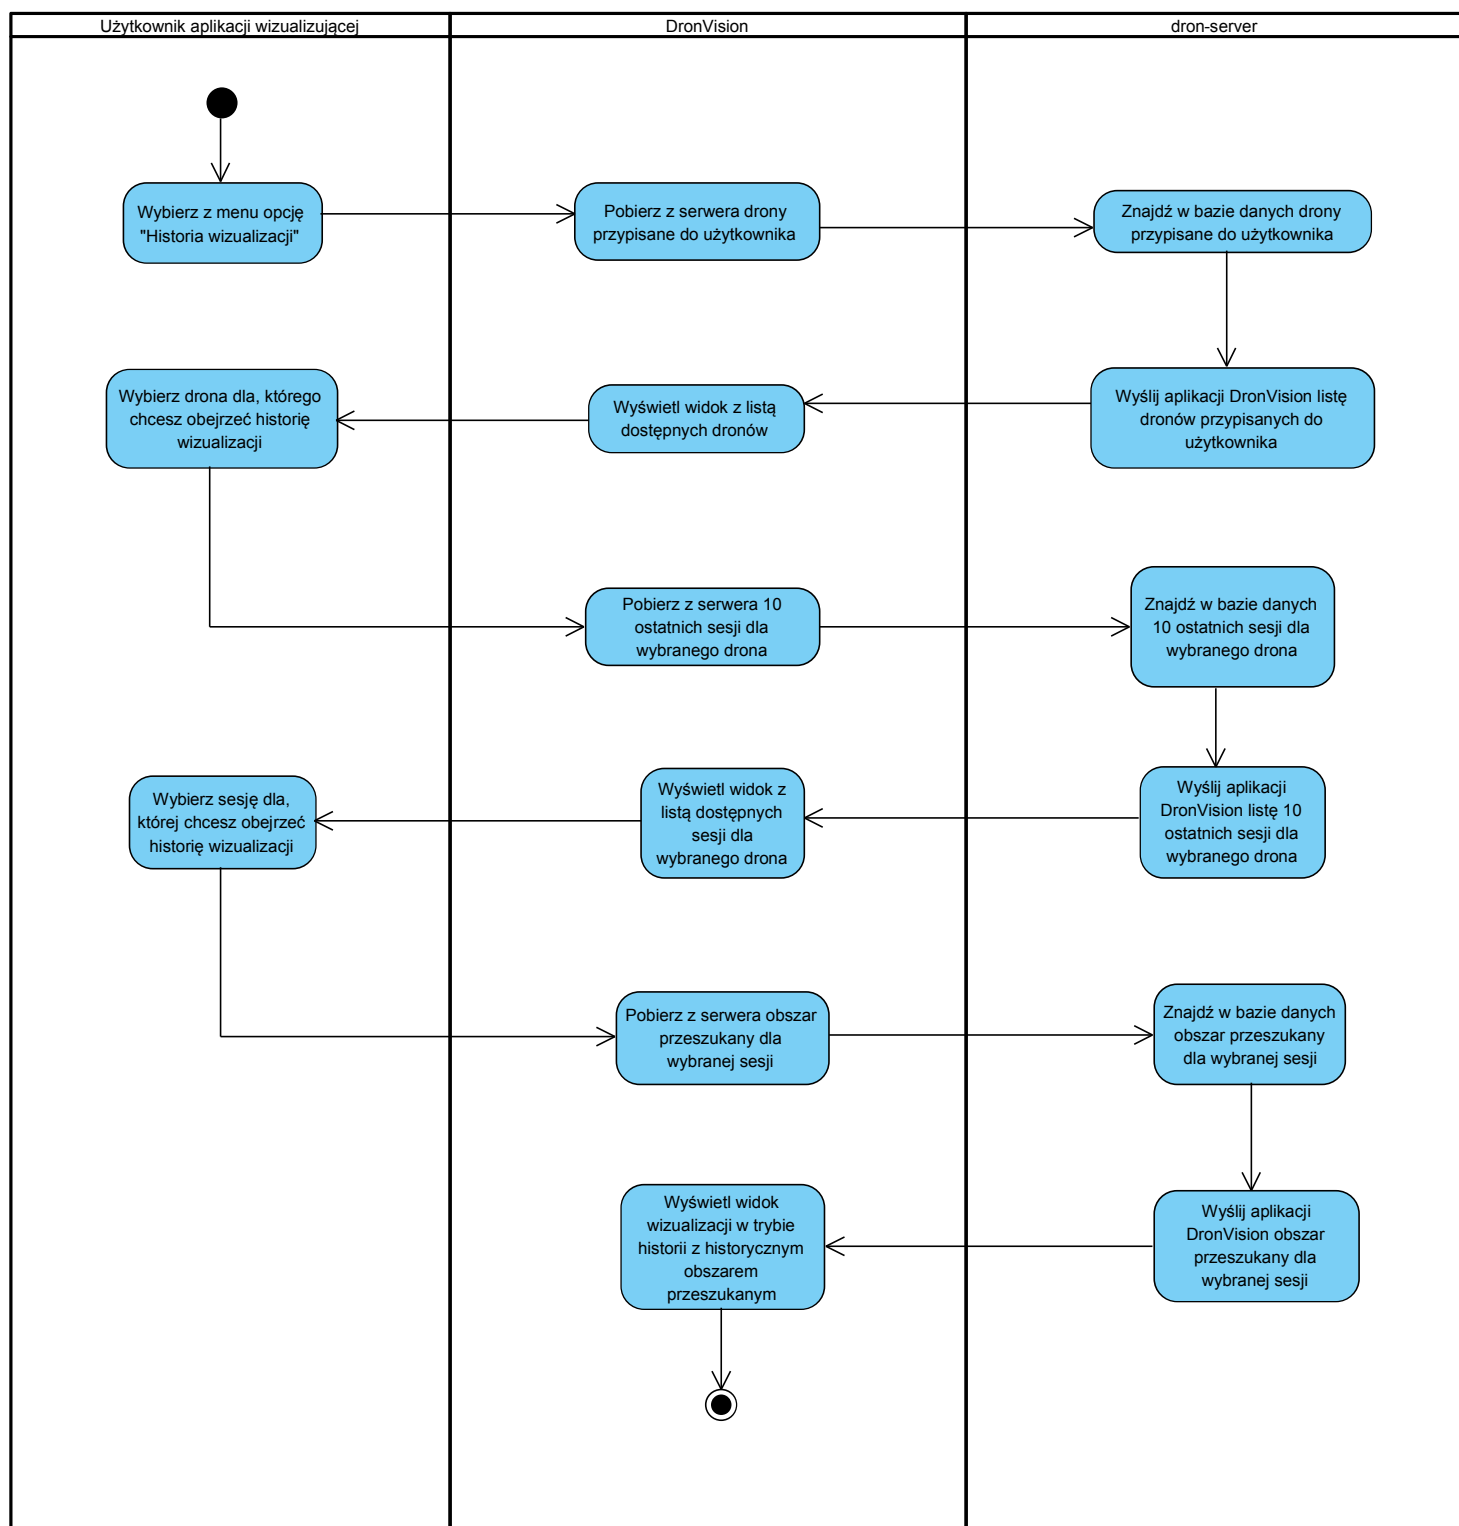 Użytkownik aplikacji wizualizującej
DronVision
dron-server
Wybierz z menu opcję
"Historia wizualizacji"
Pobierz z serwera drony
przypisane do użytkownika
Znajdź w bazie danych drony
przypisane do użytkownika
Wybierz drona dla, którego
chcesz obejrzeć historię
wizualizacji
Wyświetl widok z listą
dostępnych dronów
Wyślij aplikacji DronVision listę
dronów przypisanych do
użytkownika
Pobierz z serwera 10
ostatnich sesji dla
wybranego drona
Znajdź w bazie danych
10 ostatnich sesji dla
wybranego drona
Wybierz sesję dla,
której chcesz obejrzeć
historię wizualizacji
Wyświetl widok z
listą dostępnych
sesji dla
wybranego drona
Wyślij aplikacji
DronVision listę 10
ostatnich sesji dla
wybranego drona
Pobierz z serwera obszar
przeszukany dla
wybranej sesji
Znajdź w bazie danych
obszar przeszukany
dla wybranej sesji
Wyświetl widok
wizualizacji w trybie
historii z historycznym
obszarem
przeszukanym
Wyślij aplikacji
DronVision obszar
przeszukany dla
wybranej sesji